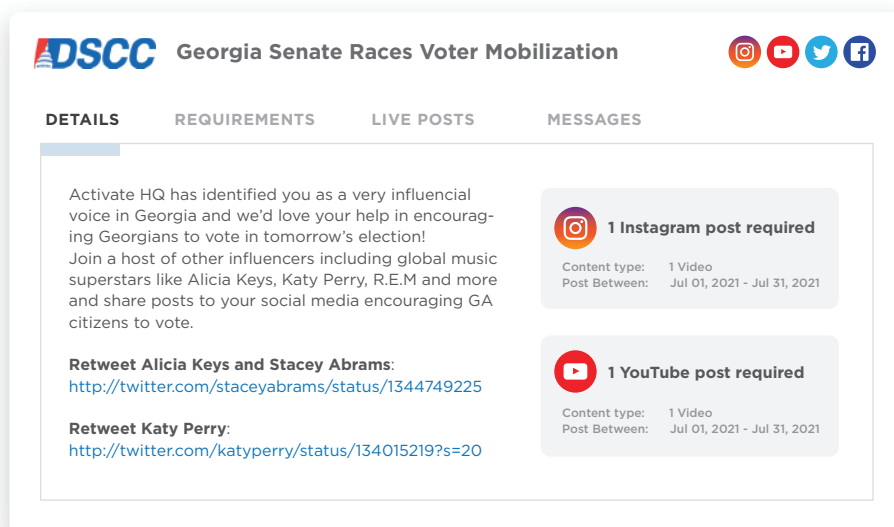 DSCC Georgia Senate Races Voter Mobilization
DETAILS REQUIREMENTS LIVE POSTS MESSAGES
Activate HQ has identified you as a very influencial
voice in Georgia and we'd love your help in encourag-
ing Georgians to vote in tomorrow's election!
Join a host of other influencers including global music
superstars like Alicia Keys, Katy Perry, R.E.M and more
and share posts to your social media encouraging GA
citizens to vote.
Retweet Alicia Keys and Stacey Abrams:
http://twitter.com/staceyabrams/status/1344749225
Retweet Katy Perry:
http://twitter.com/katyperry/status/134015219?s=20
1 Instagram post required
Content type: 1 Video
Post Between: Jul 01, 2021 - Jul 31, 2021
1 YouTube post required
Content type: 1 Video
Post Between: Jul 01, 2021 - Jul 31, 2021